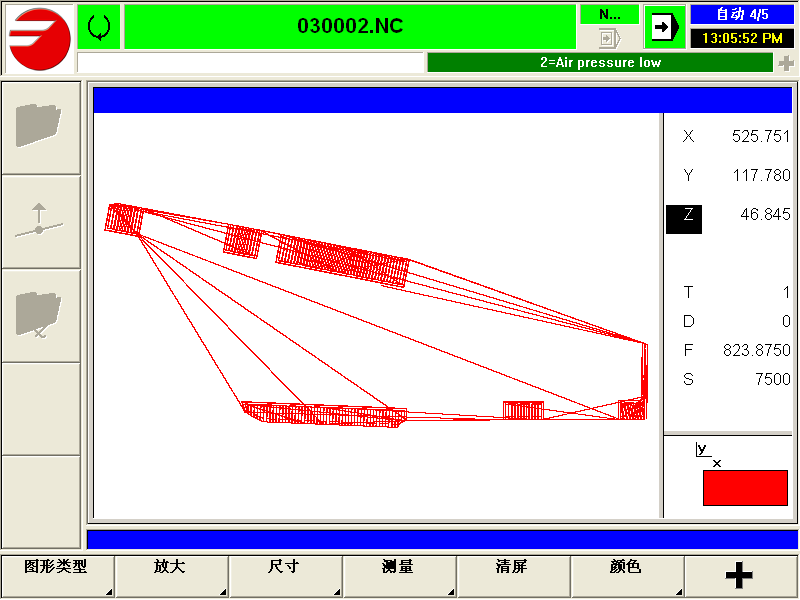 030002.NC
N...
自动 4/5
13:05:52 PM
2=Air pressure low
X 525.751
Y 117.780
Z 46.845
T 1
D 0
F 823.8750
S 7500
y
x
图形类型 放大 尺寸 测量 清屏 颜色